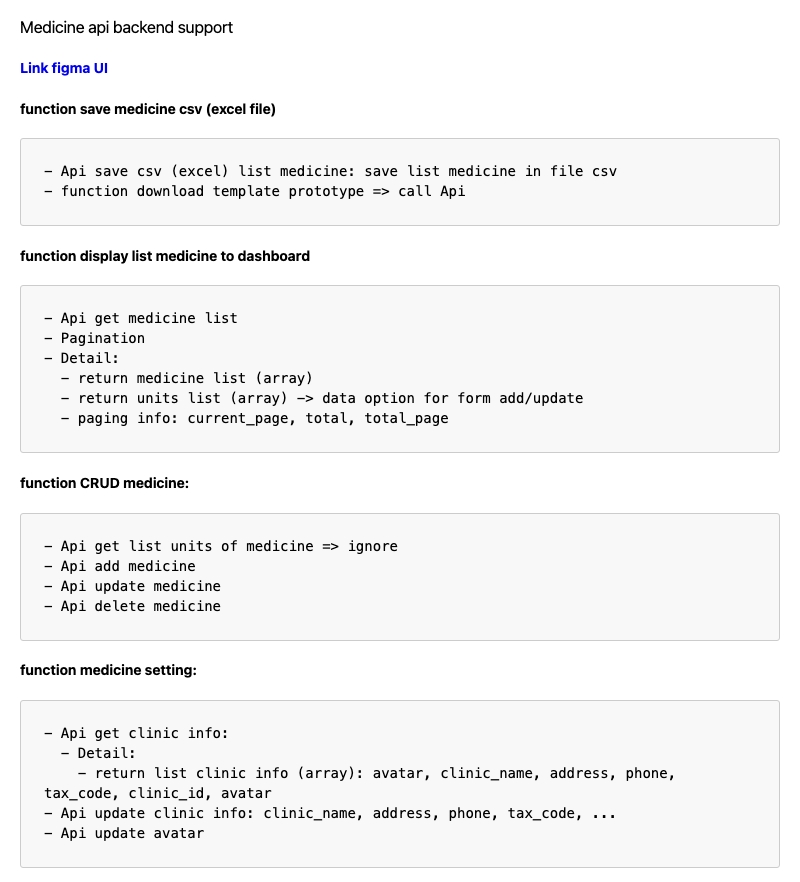 Medicine api backend support
Link figma UI
function save medicine csv (excel file)
– Api save csv (excel) list medicine: save list medicine in file csv
– function download template prototype => call Api
function display list medicine to dashboard
– Api get medicine list
– Pagination
– Detail:
– return medicine list (array)
– return units list (array) –> data option for form add/update
– paging info: current_page, total, total_page
function CRUD medicine:
– Api get list units of medicine => ignore
– Api add medicine
– Api update medicine
– Api delete medicine
function medicine setting:
– Api get clinic info:
– Detail:
– return list clinic info (array): avatar, clinic_name, address, phone,
tax_code, clinic_id, avatar
– Api update clinic info: clinic_name, address, phone, tax_code, ...
– Api update avatar